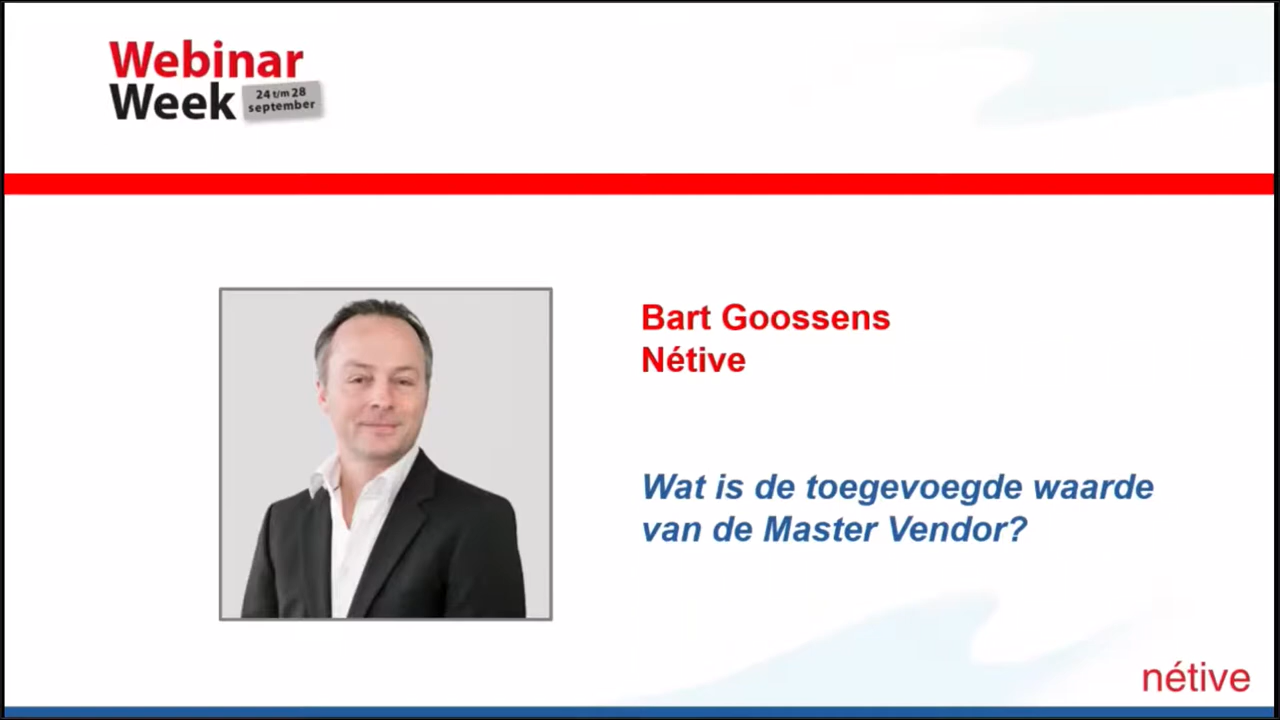 Webinar
Week
24 t/m 28
september
Bart Goossens
Nétive
Wat is de toegevoegde waarde
van de Master Vendor?
nétive